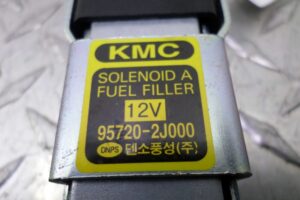 KMC
SOLENOID A
FUEL FILLER
12V
95720-2J000
DNPS 덴소풍성(주)